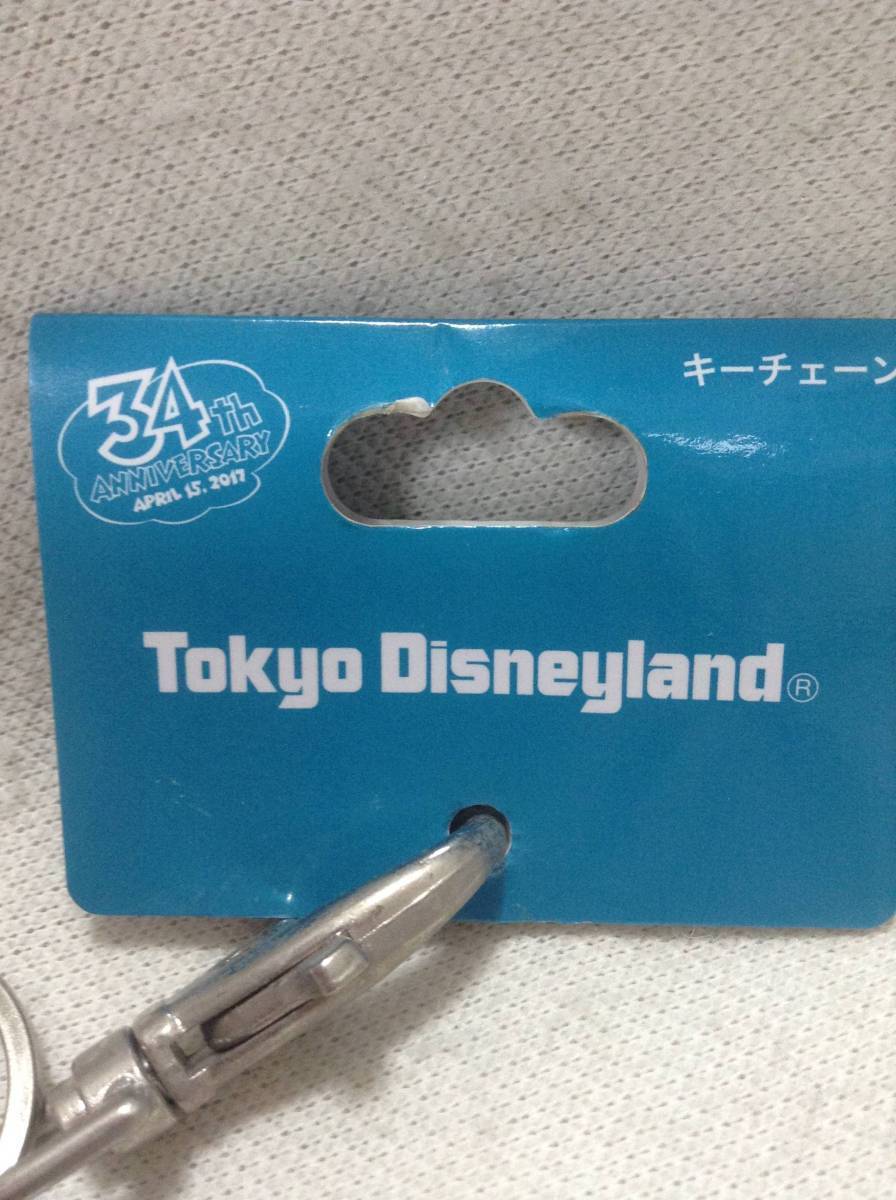 34th
ANNIVERSARY
APRIL 15, 2017
キーチェーン
Tokyo Disneyland®